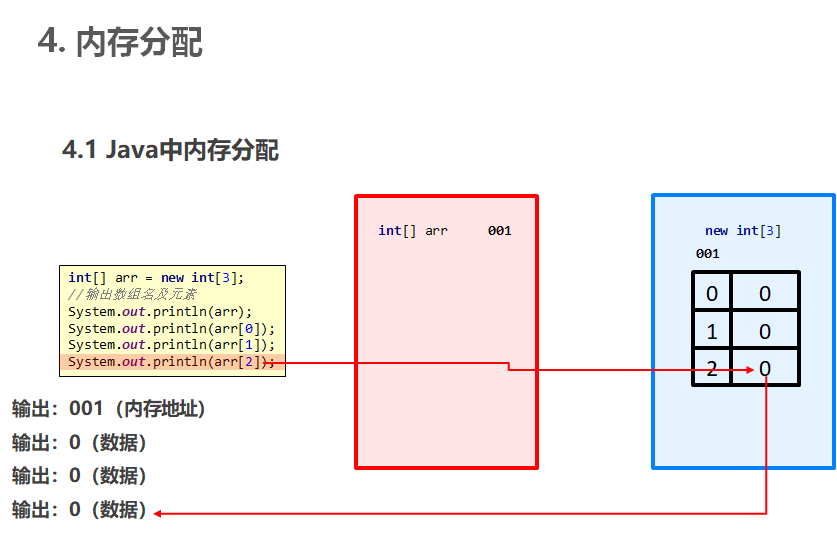 4. 内存分配
4.1 Java中内存分配
int[] arr = new int[3];
//输出数组名及元素
System.out.println(arr);
System.out.println(arr[0]);
System.out.println(arr[1]);
System.out.println(arr[2]);
输出：001（内存地址）
输出：0（数据）
输出：0（数据）
输出：0（数据）
int[] arr 001
new int[3]
001
0 0
1 0
2 0